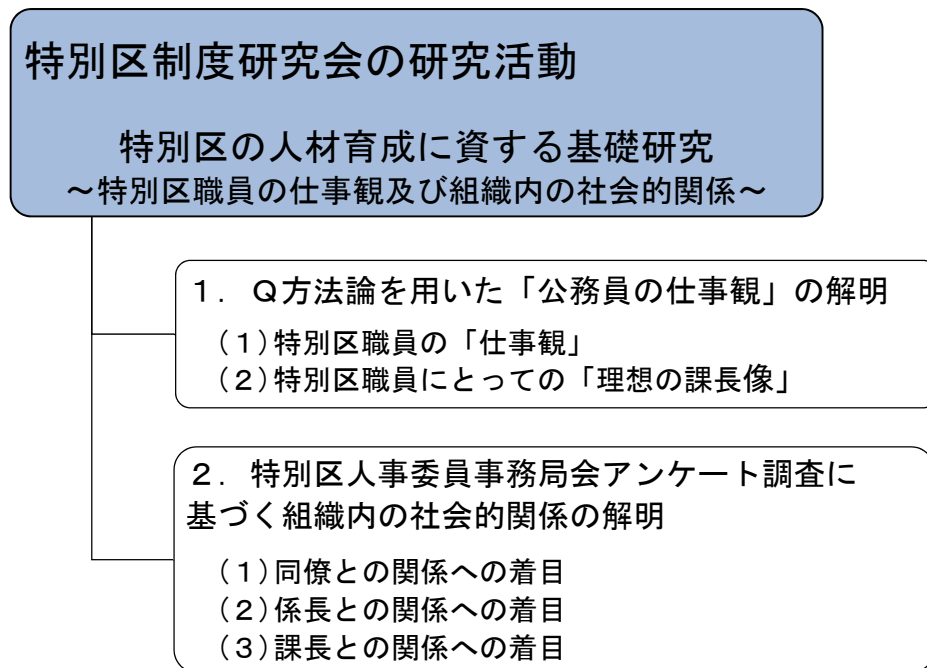 特別区制度研究会の研究活動
特別区の人材育成に資する基礎研究
～特別区職員の仕事観及び組織内の社会的関係～
１．Ｑ方法論を用いた「公務員の仕事観」の解明
（１）特別区職員の「仕事観」
（２）特別区職員にとっての「理想の課長像」
２．特別区人事委員事務局会アンケート調査に
基づく組織内の社会的関係の解明
（１）同僚との関係への着目
（２）係長との関係への着目
（３）課長との関係への着目